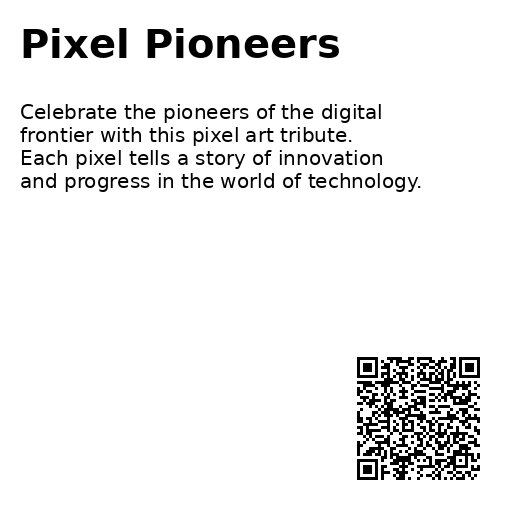 Pixel Pioneers
Celebrate the pioneers of the digital
frontier with this pixel art tribute.
Each pixel tells a story of innovation
and progress in the world of technology.